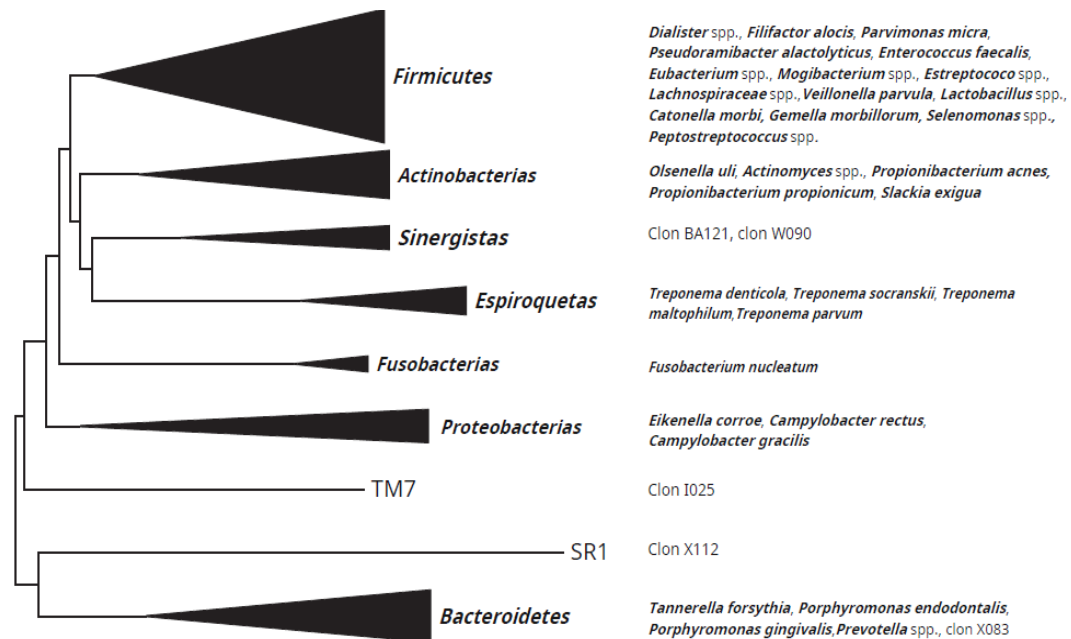 Firmicutes
Dialister spp., Filifactor alocis, Parvimonas micra,
Pseudoramibacter alactolyticus, Enterococcus faecalis,
Eubacterium spp., Mogibacterium spp., Estreptococo spp.,
Lachnospiraceae spp.,Veillonella parvula, Lactobacillus spp.,
Catonella morbi, Gemella morbillorum, Selenomonas spp.,
Peptostreptococcus spp.
Actinobacterias
Olsenella uli, Actinomyces spp., Propionibacterium acnes,
Propionibacterium propionicum, Slackia exigua
Sinergistas
Clon BA121, clon W090
Espiroquetas
Treponema denticola, Treponema socranskii, Treponema
maltophilum,Treponema parvum
Fusobacterias
Fusobacterium nucleatum
Proteobacterias
Eikenella corroe, Campylobacter rectus,
Campylobacter gracilis
TM7
Clon I025
SR1
Clon X112
Bacteroidetes
Tannerella forsythia, Porphyromonas endodontalis,
Porphyromonas gingivalis,Prevotella spp., clon X083